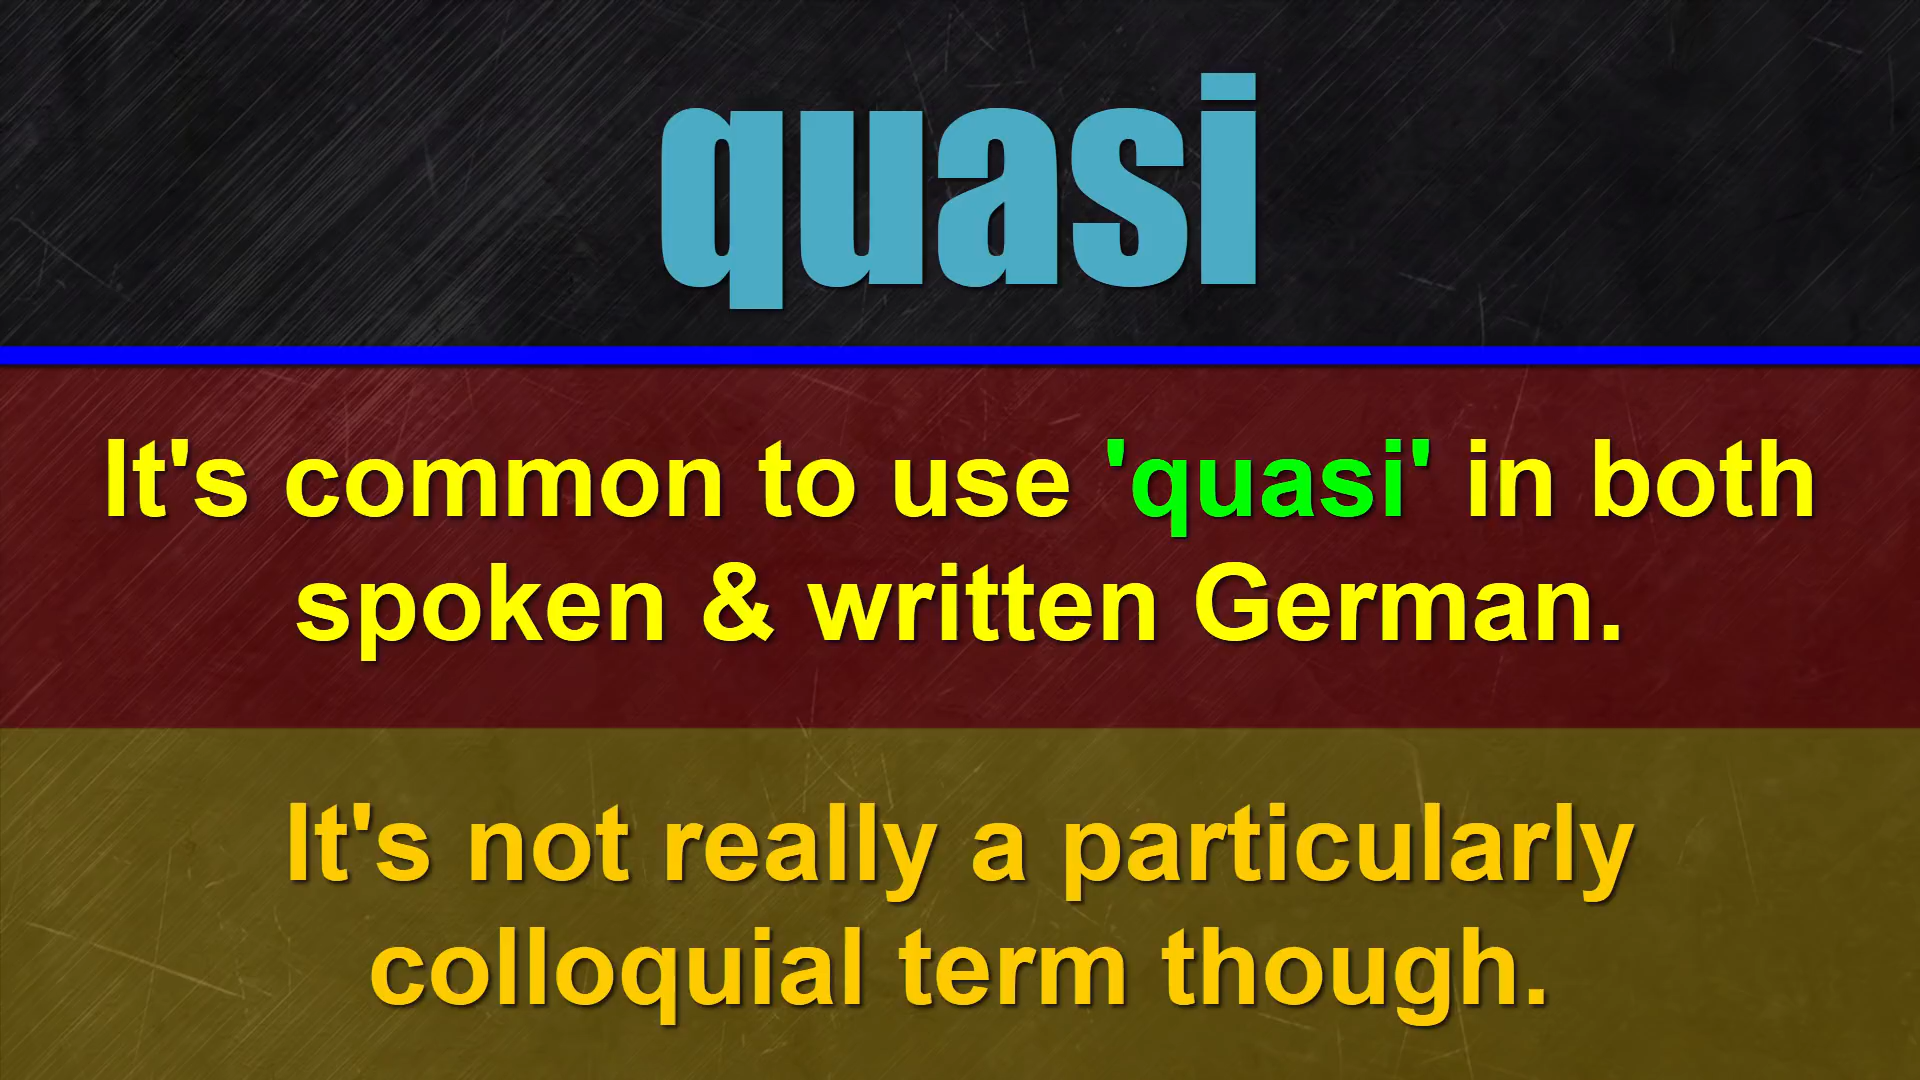 quasi
It's common to use 'quasi' in both
spoken & written German.
It's not really a particularly
colloquial term though.